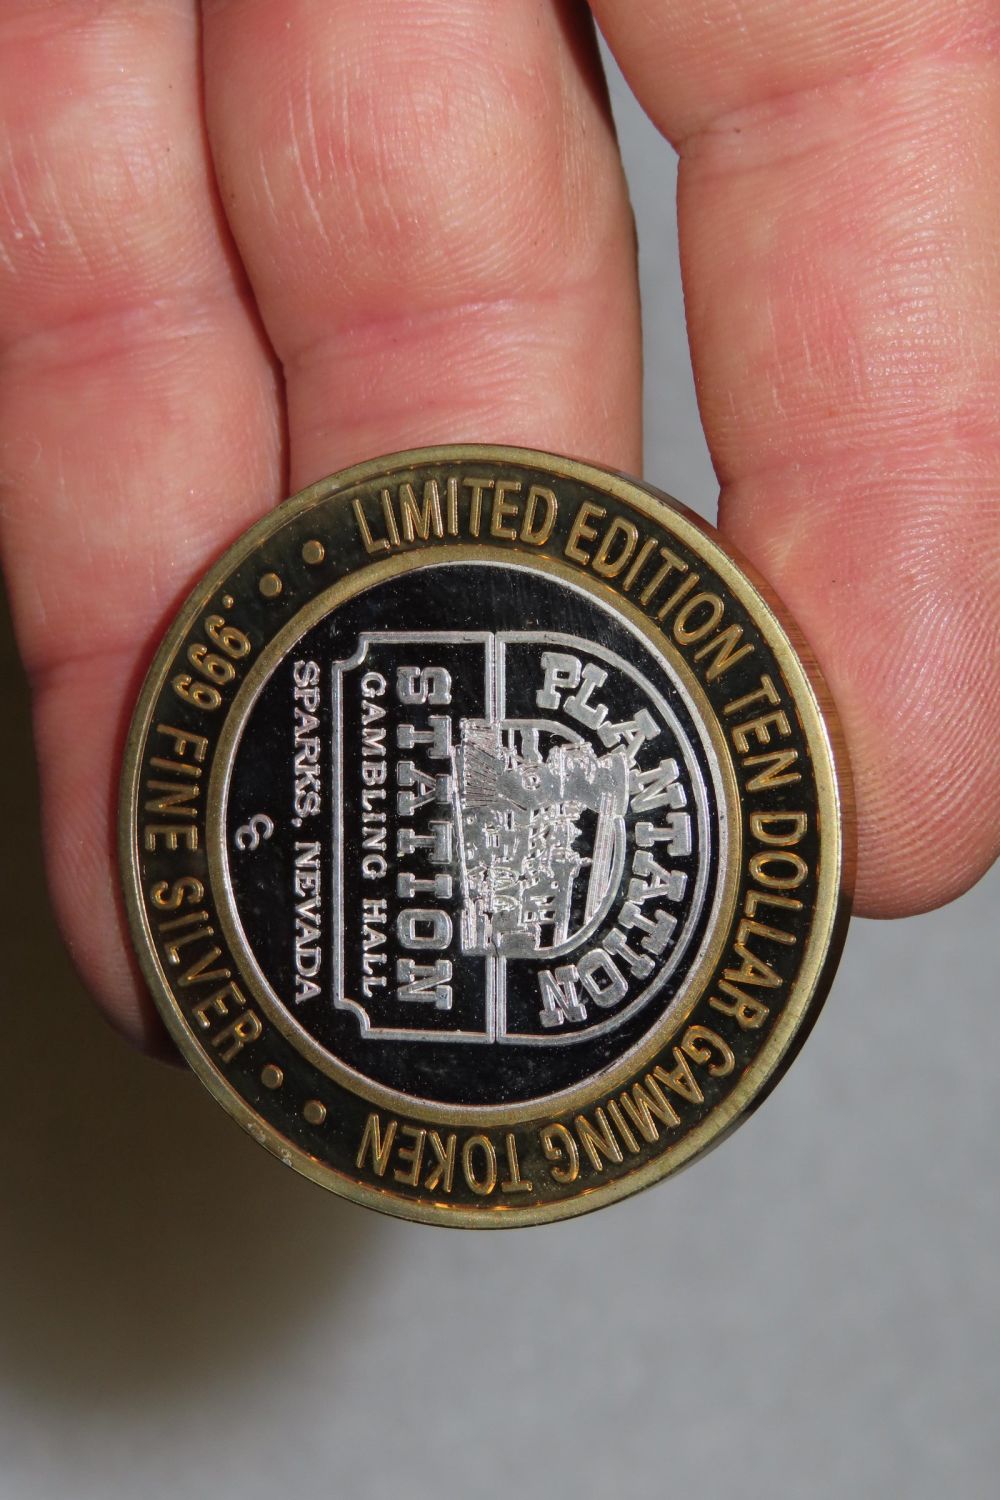 LIMITED EDITION TEN DOLLAR GAMING TOKEN
.999 FINE SILVER
PLANTATION
STATION
GAMBLING HALL
SPARKS, NEVADA